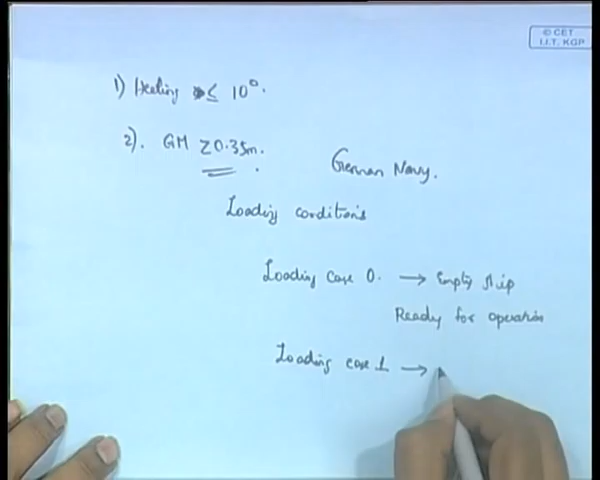 © CET
I.I.T. KGP
1) Heeling ≤ 10°.
2). GM ≥ 0.35m.
German Navy.
Loading conditions
Loading case 0. → Empty ship
Ready for operation
Loading case 1 →